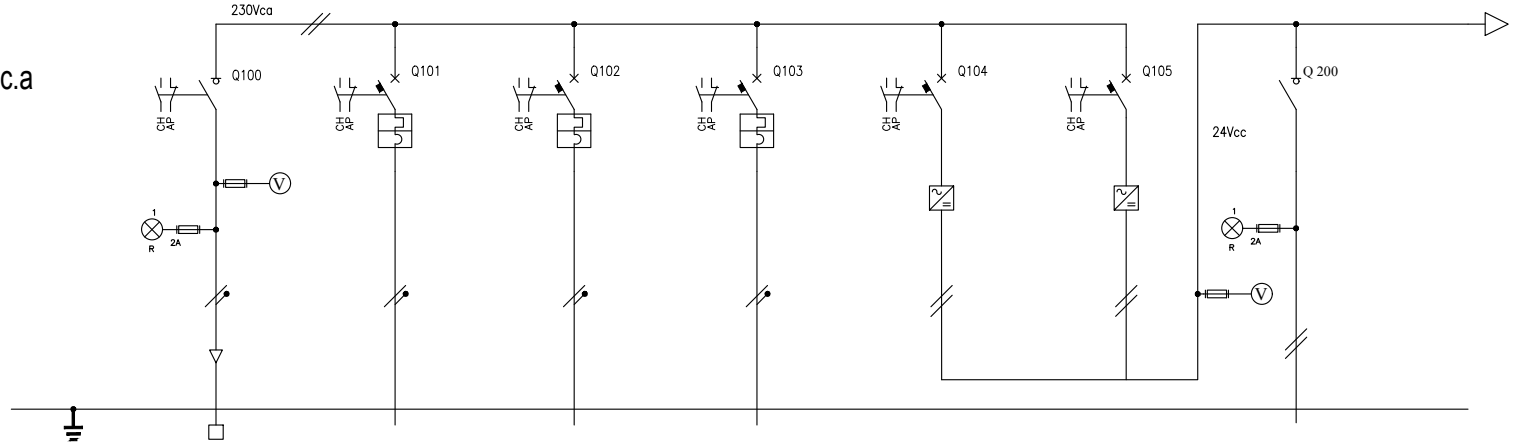 230Vca
c.a
Q100
Q101
Q102
Q103
Q104
Q105
Q 200
CH
AP
CH
AP
CH
AP
CH
AP
CH
AP
CH
AP
24Vcc
V
1
R
2A
1
R
2A
V